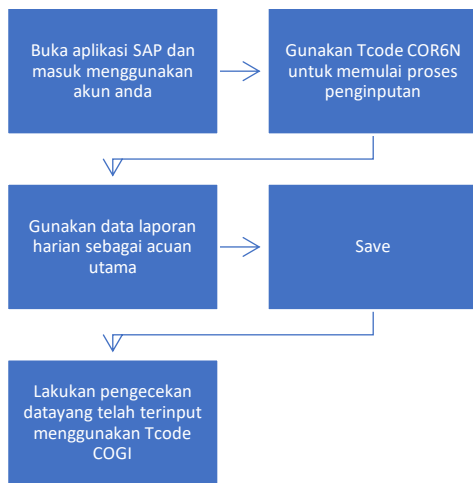 Buka aplikasi SAP dan
masuk menggunakan
akun anda
Gunakan Tcode COR6N
untuk memulai proses
penginputan
Gunakan data laporan
harian sebagai acuan
utama
Save
Lakukan pengecekan
datayang telah terinput
menggunakan Tcode
COGI